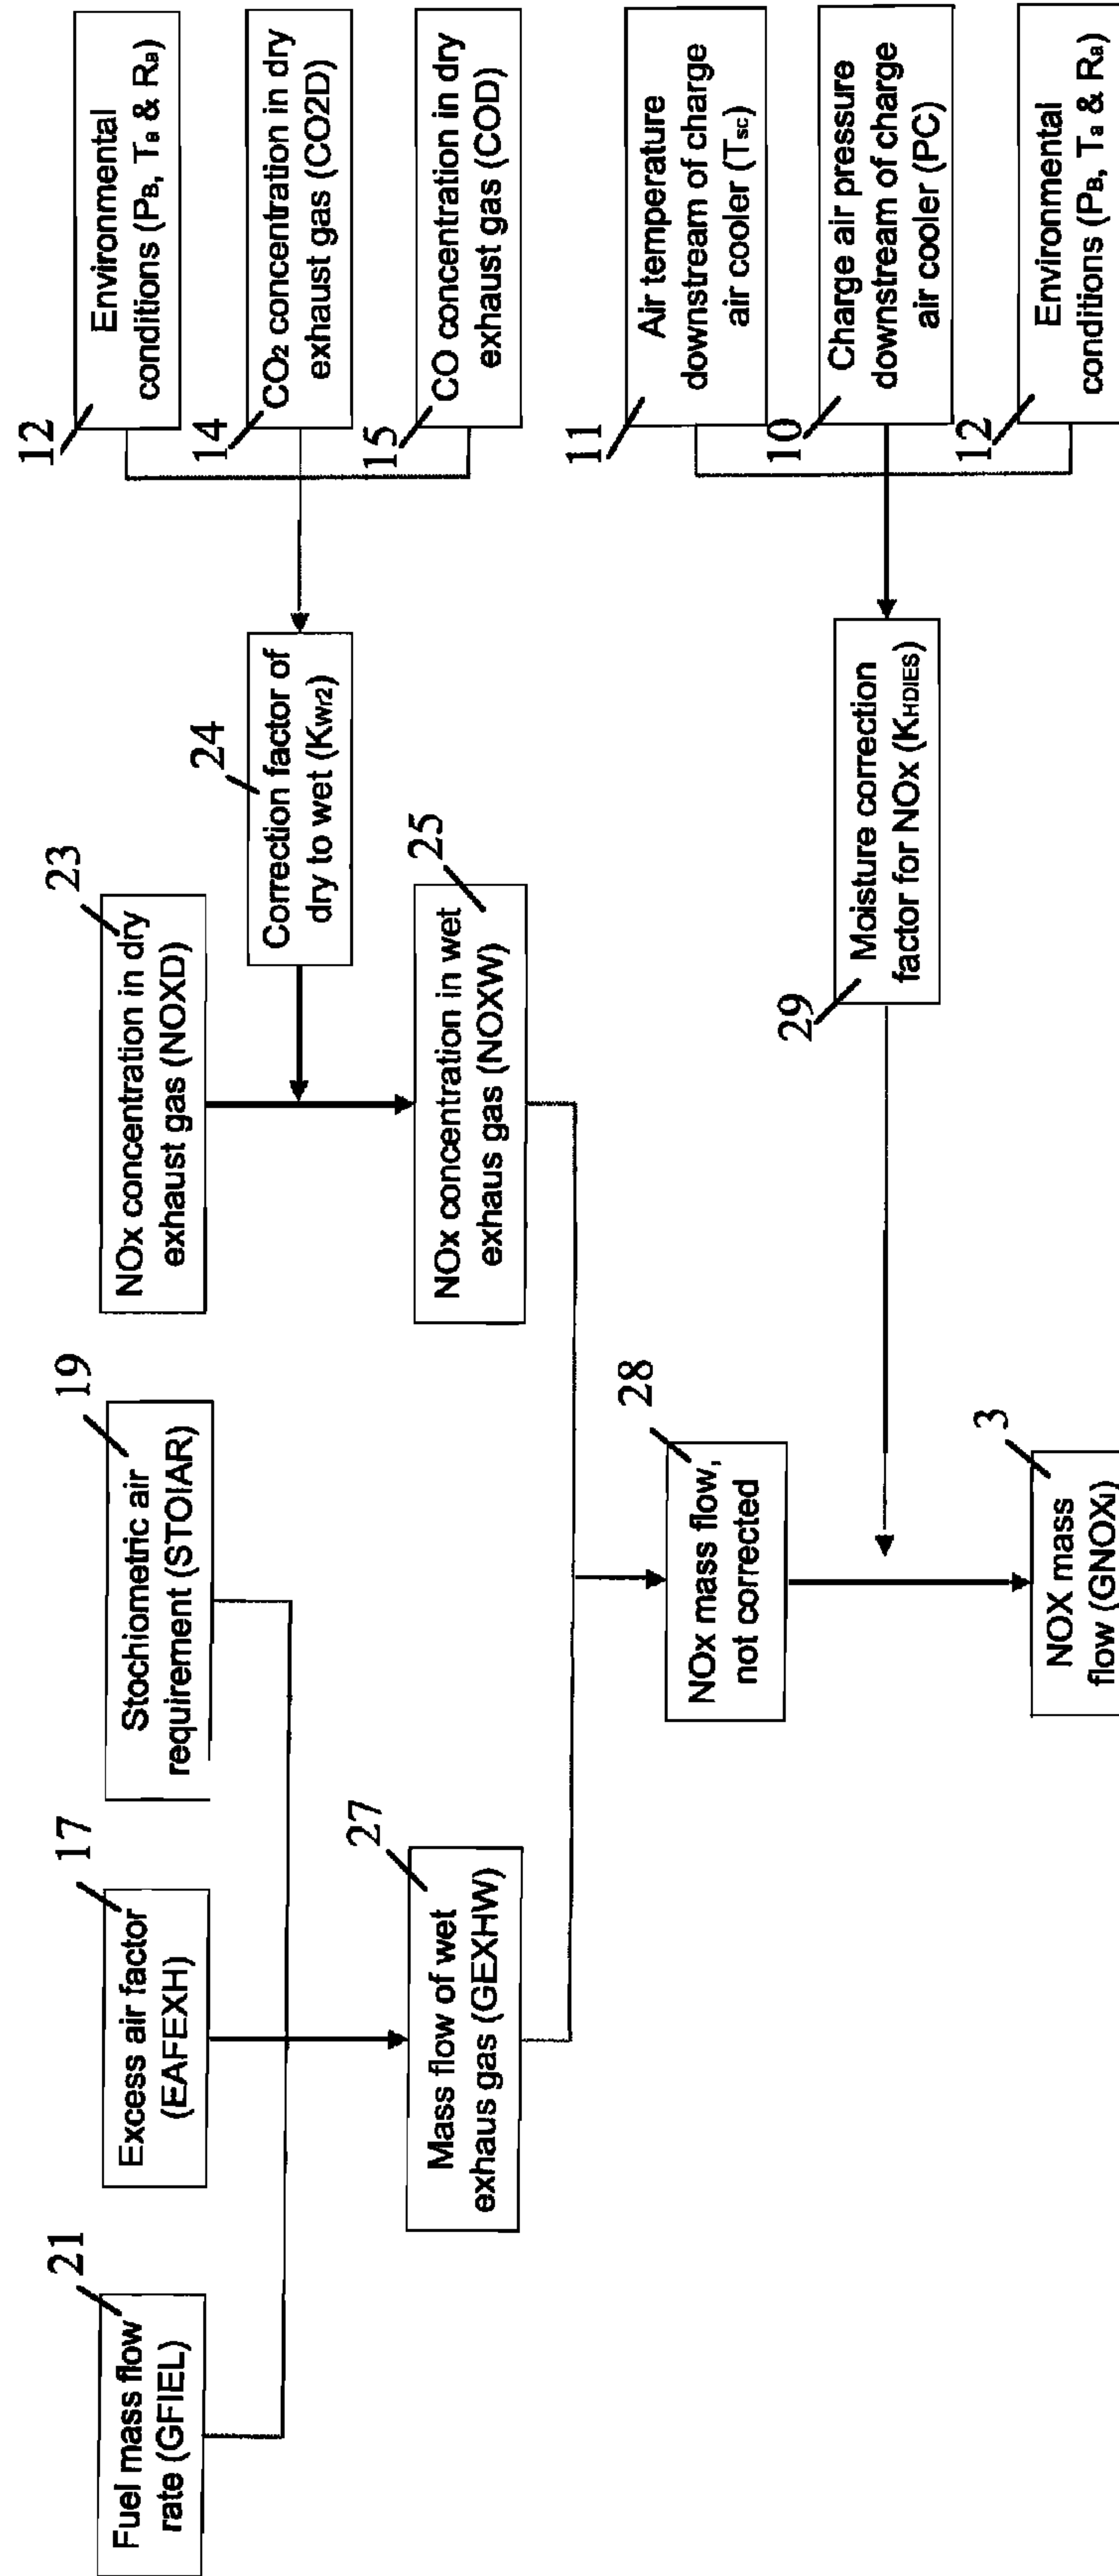 21
Fuel mass flow
rate (GFIEL)
17
Excess air factor
(EAFEXH)
19
Stochiometric air
requirement (STOIAR)
23
NOx concentration in dry
exhaust gas (NOXD)
12
Environmental
conditions (PB, Ta & Ra)
24
Correction factor of
dry to wet (KWr2)
14
CO2 concentration in dry
exhaust gas (CO2D)
27
Mass flow of wet
exhaus gas (GEXHW)
25
NOx concentration in wet
exhaus gas (NOXW)
15
CO concentration in dry
exhaust gas (COD)
28
NOx mass flow,
not corrected
11
Air temperature
downstream of charge
air cooler (Tsc)
29
Moisture correction
factor for NOx (KHDIES)
10
Charge air pressure
downstream of charge
air cooler (PC)
3
NOX mass
flow (GNOXI)
12
Environmental
conditions (PB, Ta & Ra)